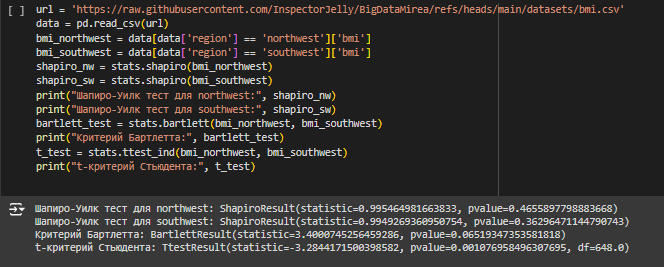 [ ] url = 'https://raw.githubusercontent.com/InspectorJelly/BigDataMirea/refs/heads/main/datasets/bmi.csv'
data = pd.read_csv(url)
bmi_northwest = data[data['region'] == 'northwest']['bmi']
bmi_southwest = data[data['region'] == 'southwest']['bmi']
shapiro_nw = stats.shapiro(bmi_northwest)
shapiro_sw = stats.shapiro(bmi_southwest)
print("Шапиро-Уилк тест для northwest:", shapiro_nw)
print("Шапиро-Уилк тест для southwest:", shapiro_sw)
bartlett_test = stats.bartlett(bmi_northwest, bmi_southwest)
print("Критерий Бартлетта:", bartlett_test)
t_test = stats.ttest_ind(bmi_northwest, bmi_southwest)
print("t-критерий Стьюдента:", t_test)
Шапиро-Уилк тест для northwest: ShapiroResult(statistic=0.995464981663833, pvalue=0.4655897798883668)
Шапиро-Уилк тест для southwest: ShapiroResult(statistic=0.9949269360950754, pvalue=0.36296471144790743)
Критерий Бартлетта: BartlettResult(statistic=3.4000745256459286, pvalue=0.06519347353581818)
t-критерий Стьюдента: TtestResult(statistic=-3.2844171500398582, pvalue=0.001076958496307695, df=648.0)